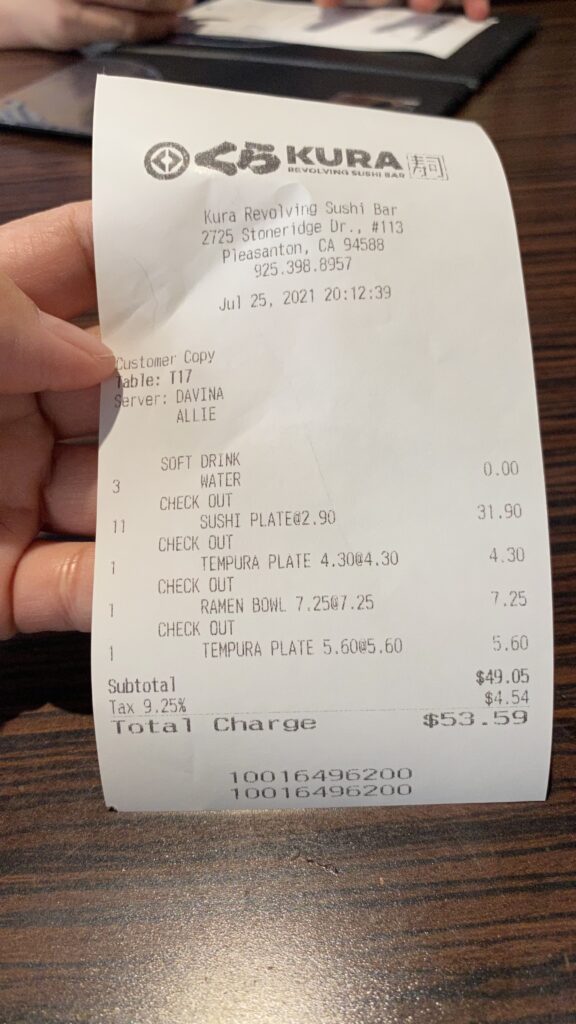 くら KURA 寿司
REVOLVING SUSHI BAR
Kura Revolving Sushi Bar
2725 Stoneridge Dr., #113
Pleasanton, CA 94588
925.398.8957
Jul 25, 2021 20:12:39
Customer Copy
Table: T17
Server: DAVINA
ALLIE
SOFT DRINK
3 WATER 0.00
CHECK OUT
11 SUSHI PLATE@2.90 31.90
CHECK OUT
1 TEMPURA PLATE 4.30@4.30 4.30
CHECK OUT
1 RAMEN BOWL 7.25@7.25 7.25
CHECK OUT
1 TEMPURA PLATE 5.60@5.60 5.60
Subtotal $49.05
Tax 9.25% $4.54
Total Charge $53.59
10016496200
10016496200